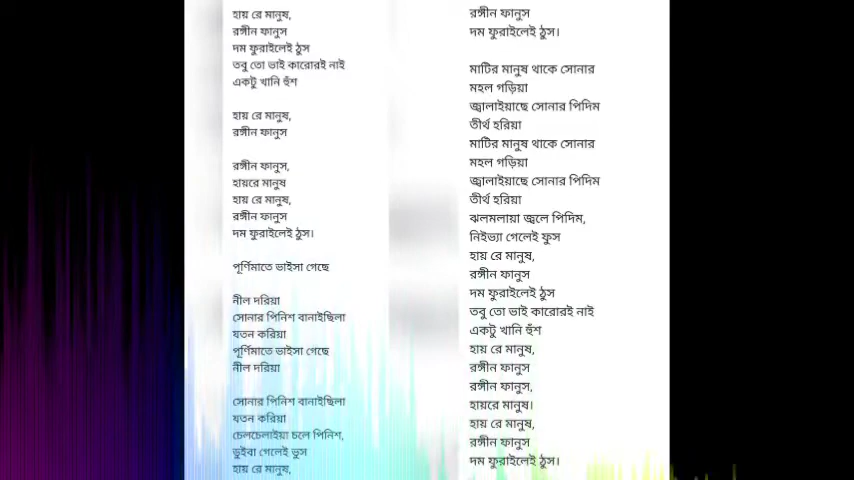 হায় রে মানুষ,
রঙ্গীন ফানুস
দম ফুরাইলেই ঠুস
তবু তো ভাই কারোরই নাই
একটু খানি হুঁশ
হায় রে মানুষ,
রঙ্গীন ফানুস
রঙ্গীন ফানুস,
হায়রে মানুষ
হায় রে মানুষ,
রঙ্গীন ফানুস
দম ফুরাইলেই ঠুস।
পূর্ণিমাতে ভাইসা গেছে
নীল দরিয়া
সোনার পিনিশ বানাইছিলা
যতন করিয়া
পূর্ণিমাতে ভাইসা গেছে
নীল দরিয়া
সোনার পিনিশ বানাইছিলা
যতন করিয়া
চেলচেলাইয়া চলে পিনিশ,
ডুইবা গেলেই ভুস
হায় রে মানুষ,
রঙ্গীন ফানুস
দম ফুরাইলেই ঠুস।
মাটির মানুষ থাকে সোনার
মহল গড়িয়া
জ্বালাইয়াছে সোনার পিদিম
তীর্থ হরিয়া
মাটির মানুষ থাকে সোনার
মহল গড়িয়া
জ্বালাইয়াছে সোনার পিদিম
তীর্থ হরিয়া
ঝলমলায়া জ্বলে পিদিম,
নিইভ্যা গেলেই ফুস
হায় রে মানুষ,
রঙ্গীন ফানুস
দম ফুরাইলেই ঠুস
তবু তো ভাই কারোরই নাই
একটু খানি হুঁশ
হায় রে মানুষ,
রঙ্গীন ফানুস
রঙ্গীন ফানুস,
হায়রে মানুষ।
হায় রে মানুষ,
রঙ্গীন ফানুস
দম ফুরাইলেই ঠুস।